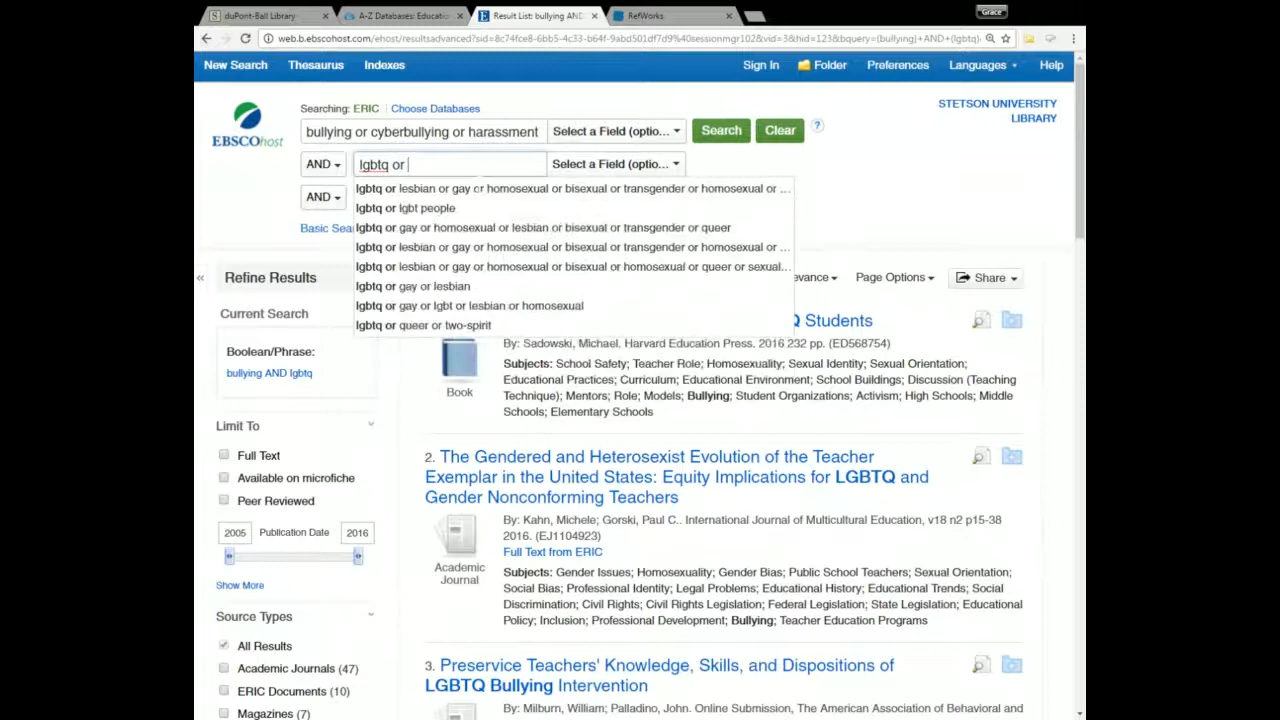 duPont-Ball Library
A-Z Databases: Educatio
Result List: bullying AND
RefWorks
Grace
web.b.ebscohost.com/ehost/resultsadvanced?sid=8c74fce8-6bb5-4c33-b64f-9abd501df7d9%40sessionmgr102&vid=3&hid=123&bquery=(bullying)+AND+(lgbtq)
New Search Thesaurus Indexes Sign In Folder Preferences Languages Help
Searching: ERIC Choose Databases
STETSON UNIVERSITY
LIBRARY
EBSCOhost
bullying or cyberbullying or harassment Select a Field (optio... Search Clear ?
AND lgbtq or Select a Field (optio...
AND
Basic Sea
lgbtq or lesbian or gay or homosexual or bisexual or transgender or homosexual or ...
lgbtq or lgbt people
lgbtq or gay or homosexual or lesbian or bisexual or transgender or queer
lgbtq or lesbian or gay or homosexual or bisexual or transgender or homosexual or ...
lgbtq or lesbian or gay or homosexual or bisexual or homosexual or queer or sexual...
lgbtq or gay or lesbian
lgbtq or gay or lgbt or lesbian or homosexual
lgbtq or queer or two-spirit
« Refine Results
vance Page Options Share
Current Search
Boolean/Phrase:
bullying AND lgbtq
Limit To
Full Text
Available on microfiche
Peer Reviewed
2005 Publication Date 2016
Show More
Source Types
All Results
Academic Journals (47)
ERIC Documents (10)
Magazines (7)
Q Students
By: Sadowski, Michael. Harvard Education Press. 2016 232 pp. (ED568754)
Book
Subjects: School Safety; Teacher Role; Homosexuality; Sexual Identity; Sexual Orientation;
Educational Practices; Curriculum; Educational Environment; School Buildings; Discussion (Teaching
Technique); Mentors; Role; Models; Bullying; Student Organizations; Activism; High Schools; Middle
Schools; Elementary Schools
2. The Gendered and Heterosexist Evolution of the Teacher
Exemplar in the United States: Equity Implications for LGBTQ and
Gender Nonconforming Teachers
By: Kahn, Michele; Gorski, Paul C.. International Journal of Multicultural Education, v18 n2 p15-38
2016. (EJ1104923)
Full Text from ERIC
Academic
Journal
Subjects: Gender Issues; Homosexuality; Gender Bias; Public School Teachers; Sexual Orientation;
Social Bias; Professional Identity; Legal Problems; Educational History; Educational Trends; Social
Discrimination; Civil Rights; Civil Rights Legislation; Federal Legislation; State Legislation; Educational
Policy; Inclusion; Professional Development; Bullying; Teacher Education Programs
3. Preservice Teachers' Knowledge, Skills, and Dispositions of
LGBTQ Bullying Intervention
By: Milburn, William; Palladino, John. Online Submission, The American Association of Behavioral and